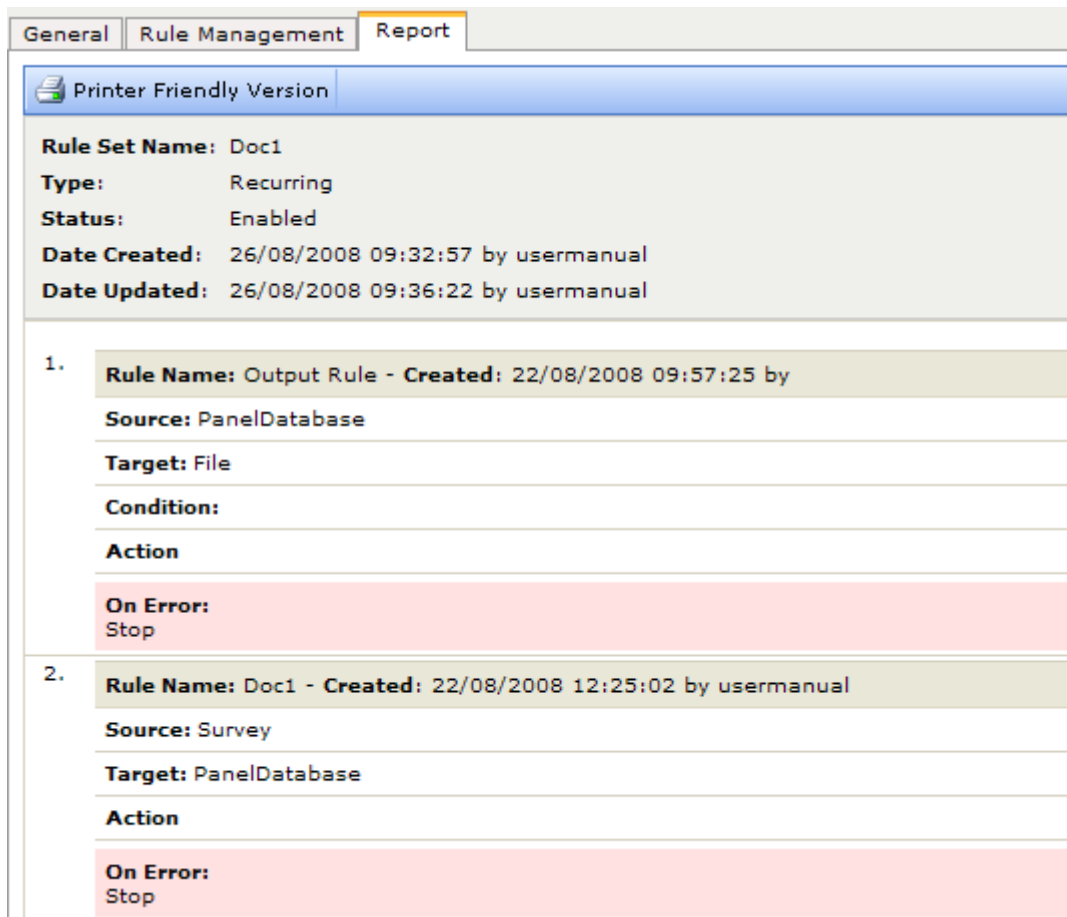 General Rule Management Report
Printer Friendly Version
Rule Set Name: Doc1
Type: Recurring
Status: Enabled
Date Created: 26/08/2008 09:32:57 by usermanual
Date Updated: 26/08/2008 09:36:22 by usermanual
1.
Rule Name: Output Rule - Created: 22/08/2008 09:57:25 by
Source: PanelDatabase
Target: File
Condition:
Action
On Error:
Stop
2.
Rule Name: Doc1 - Created: 22/08/2008 12:25:02 by usermanual
Source: Survey
Target: PanelDatabase
Action
On Error:
Stop